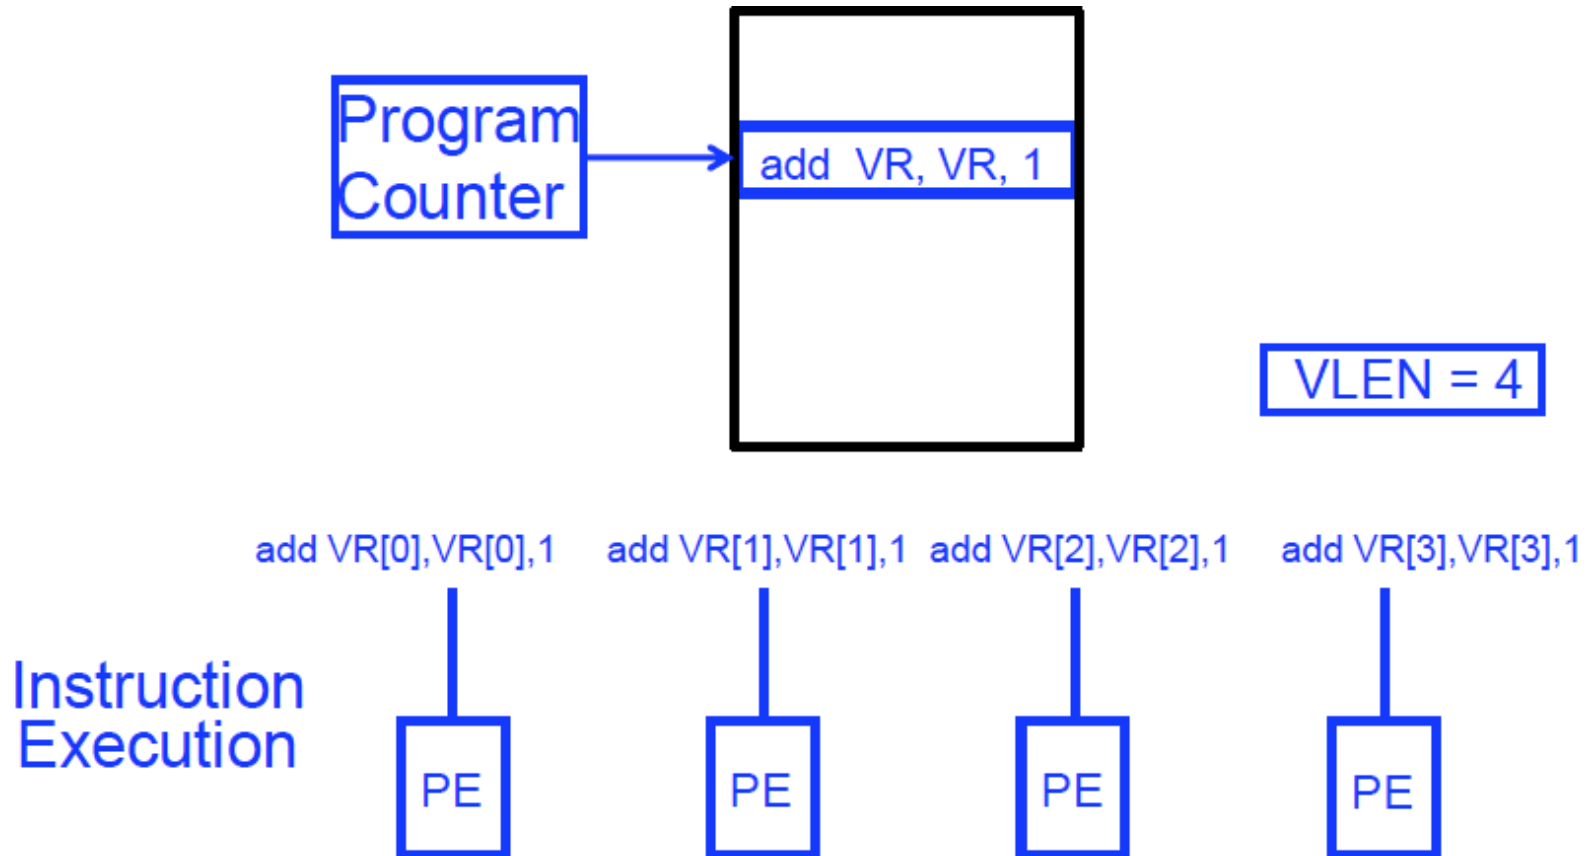 Program
Counter
add VR, VR, 1
VLEN = 4
add VR[0],VR[0],1
add VR[1],VR[1],1
add VR[2],VR[2],1
add VR[3],VR[3],1
Instruction
Execution
PE
PE
PE
PE